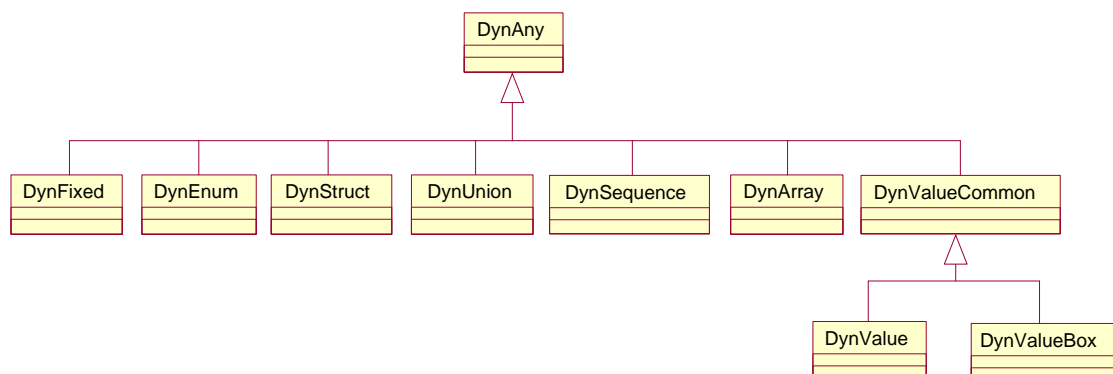 DynAny
DynFixed
DynEnum
DynStruct
DynUnion
DynSequence
DynArray
DynValueCommon
DynValue
DynValueBox